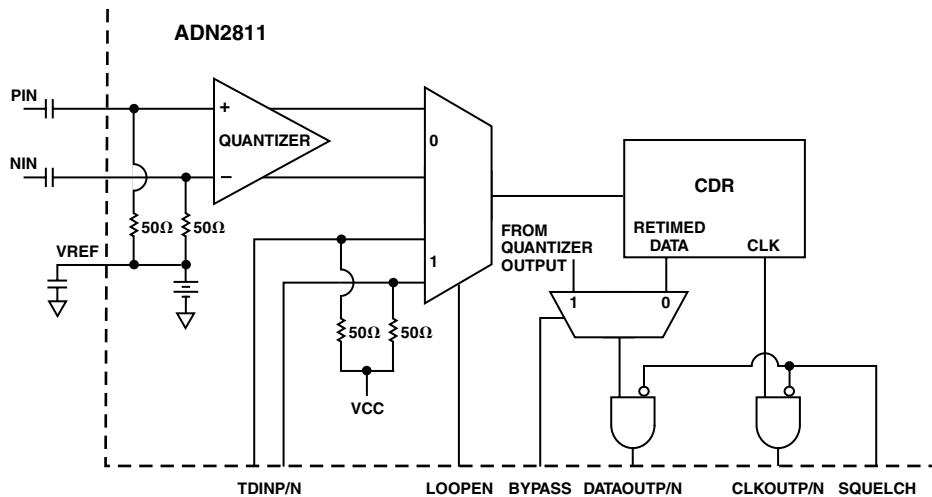 ADN2811
PIN
+
QUANTIZER
NIN
−
0
1
50Ω
50Ω
VREF
50Ω
50Ω
VCC
CDR
RETIMED
DATA
CLK
FROM
QUANTIZER
OUTPUT
1
0
TDINP/N
LOOPEN
BYPASS
DATAOUTP/N
CLKOUTP/N
SQUELCH